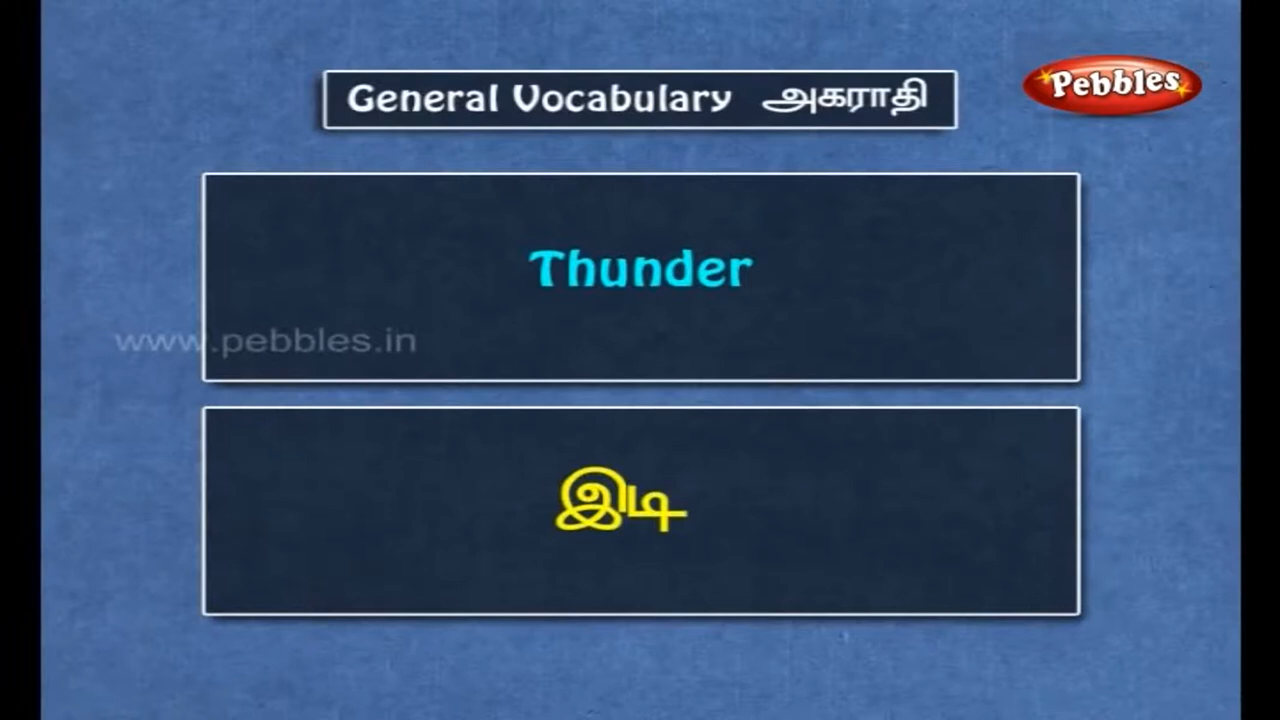 General Vocabulary அகராதி
Pebbles
Thunder
www.pebbles.in
இடி